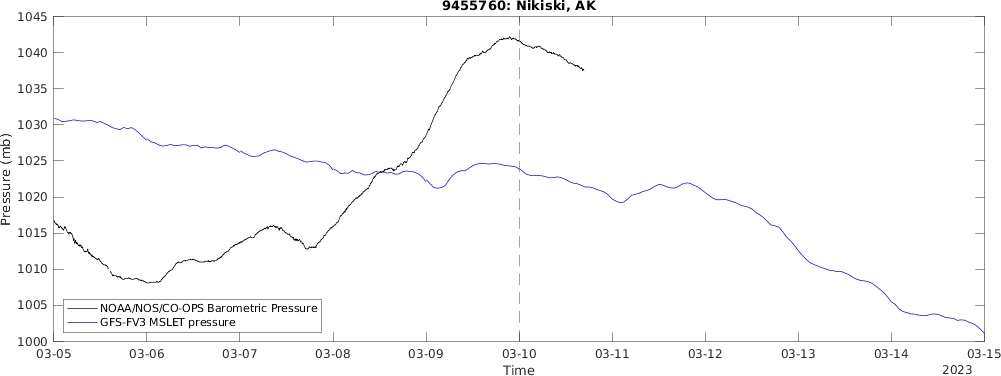 9455760: Nikiski, AK
1045
1040
1035
1030
1025
1020
1015
1010
1005
1000
Pressure (mb)
NOAA/NOS/CO-OPS Barometric Pressure
GFS-FV3 MSLET pressure
03-05 03-06 03-07 03-08 03-09 03-10 03-11 03-12 03-13 03-14 03-15
Time
2023